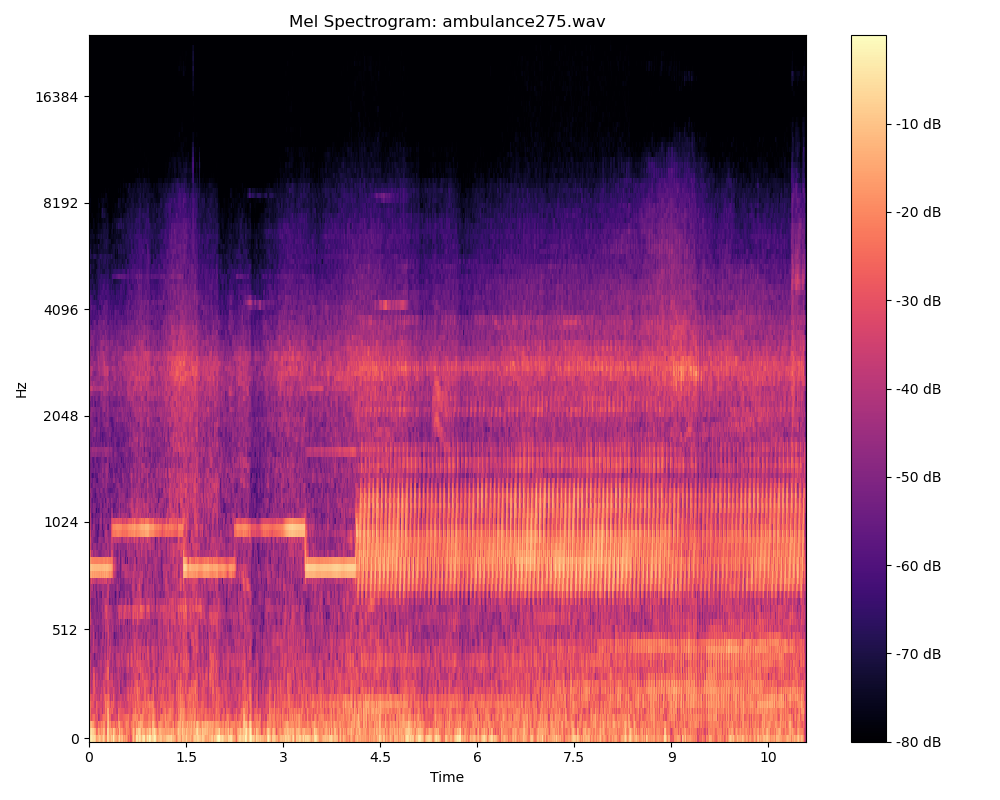 Mel Spectrogram: ambulance275.wav
Hz
16384
8192
4096
2048
1024
512
0
0 1.5 3 4.5 6 7.5 9 10
Time
-10 dB
-20 dB
-30 dB
-40 dB
-50 dB
-60 dB
-70 dB
-80 dB